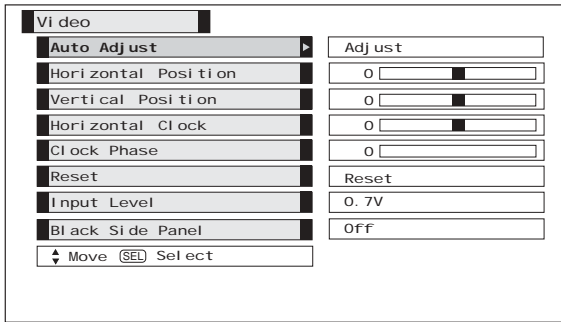 Video
Auto Adjust Adjust
Horizontal Position 0
Vertical Position 0
Horizontal Clock 0
Clock Phase 0
Reset Reset
Input Level 0.7V
Black Side Panel Off
Move SEL Select